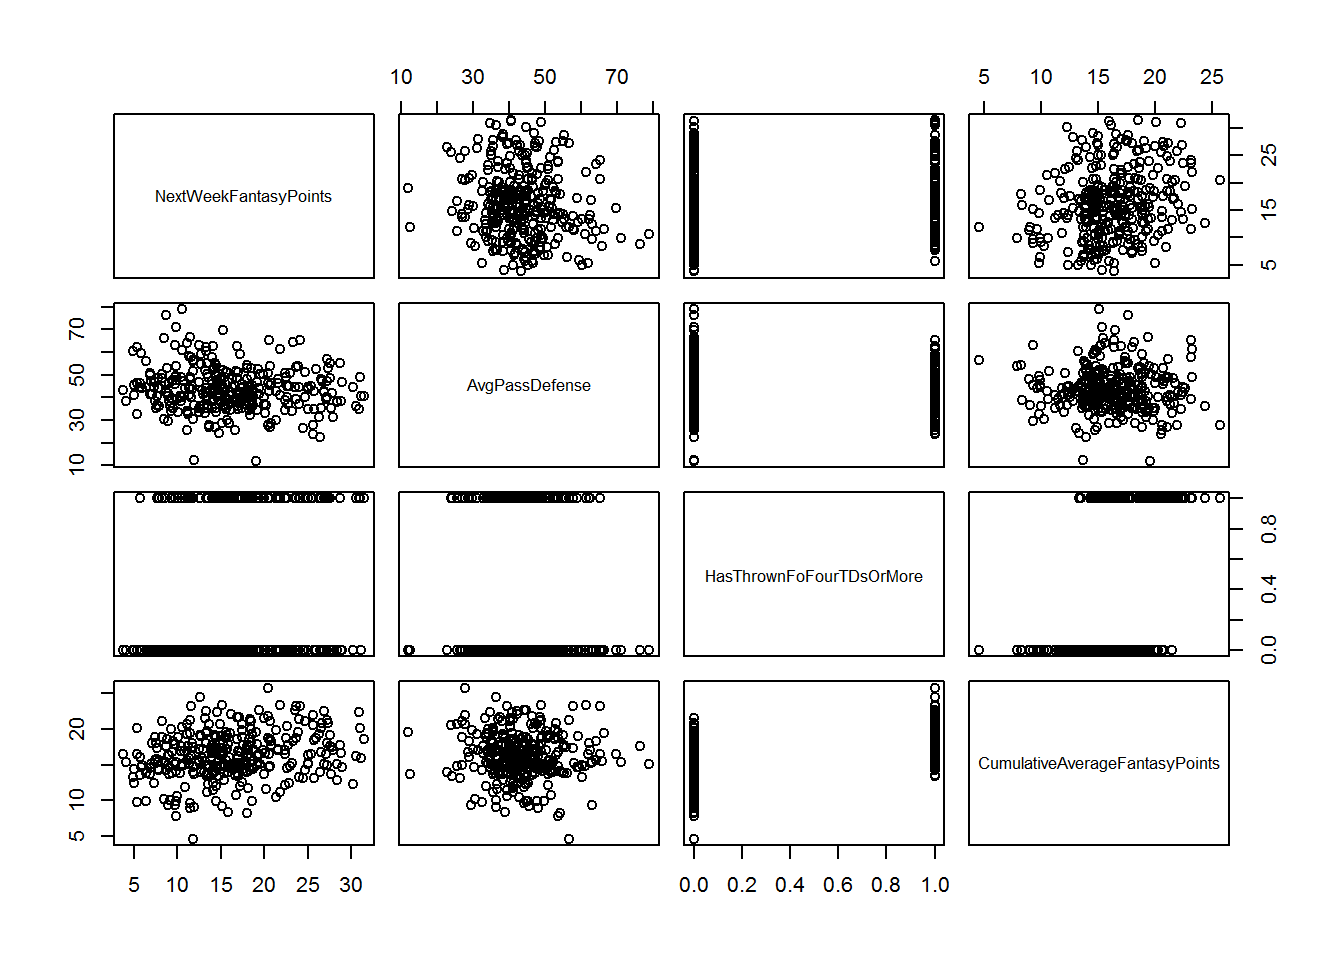 10 30 50 70 5 10 15 20 25
NextWeekFantasyPoints
5 15 25
10 30 50 70
AvgPassDefense
HasThrownFoFourTDsOrMore
0.0 0.4 0.8
5 10 20
CumulativeAverageFantasyPoints
5 10 15 20 25 30 0.0 0.2 0.4 0.6 0.8 1.0